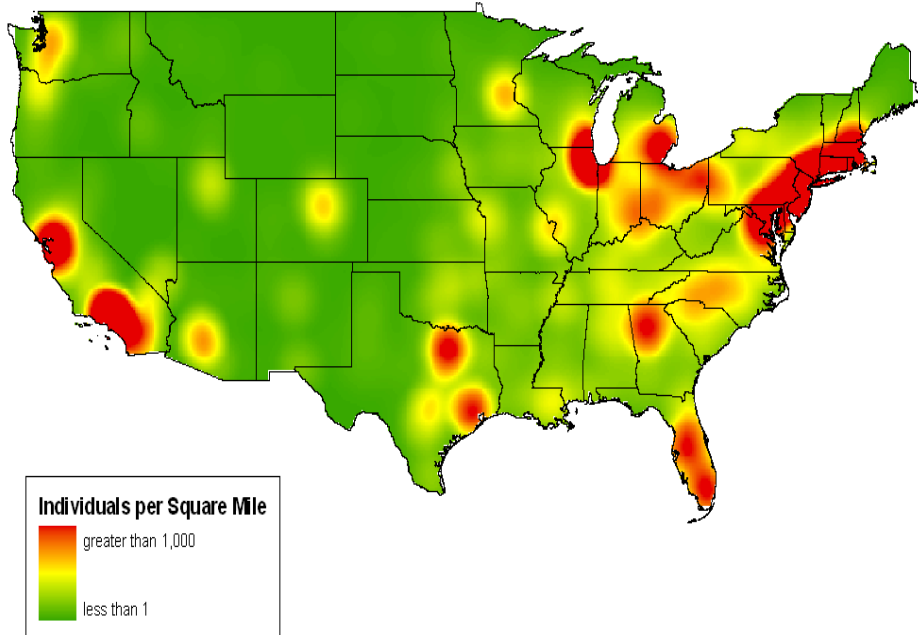 Individuals per Square Mile
greater than 1,000
less than 1